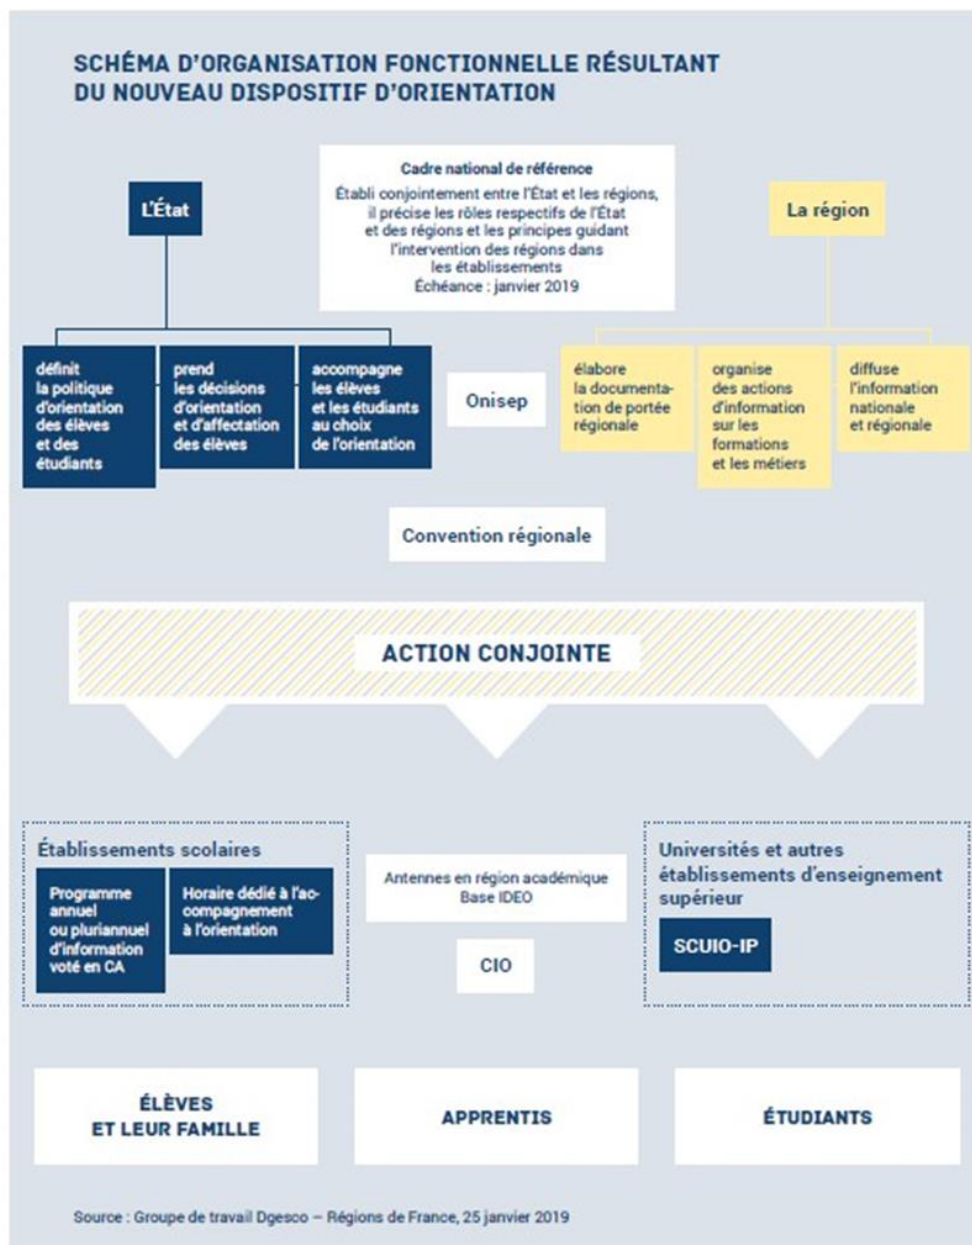 SCHÉMA D'ORGANISATION FONCTIONNELLE RÉSULTANT
DU NOUVEAU DISPOSITIF D'ORIENTATION
Cadre national de référence
Établi conjointement entre l'État et les régions,
il précise les rôles respectifs de l'État
et des régions et les principes guidant
l'intervention des régions dans
les établissements
Échéance : janvier 2019
L'État
La région
définit
la politique
d'orientation
des élèves
et des
étudiants
prend
les décisions
d'orientation
et d'affectation
des élèves
accompagne
les élèves
et les étudiants
au choix
de l'orientation
Onisep
élabore
la documenta-
tion de portée
régionale
organise
des actions
d'information
sur les
formations
et les métiers
diffuse
l'information
nationale
et régionale
Convention régionale
ACTION CONJOINTE
Établissements scolaires
Programme
annuel
ou pluriannuel
d'information
voté en CA
Horaire dédié à l'ac-
compagnement
à l'orientation
Antennes en région académique
Base IDEO
CIO
Universités et autres
établissements d'enseignement
supérieur
SCUIO-IP
ÉLÈVES
ET LEUR FAMILLE
APPRENTIS
ÉTUDIANTS
Source : Groupe de travail Dgesco – Régions de France, 25 janvier 2019